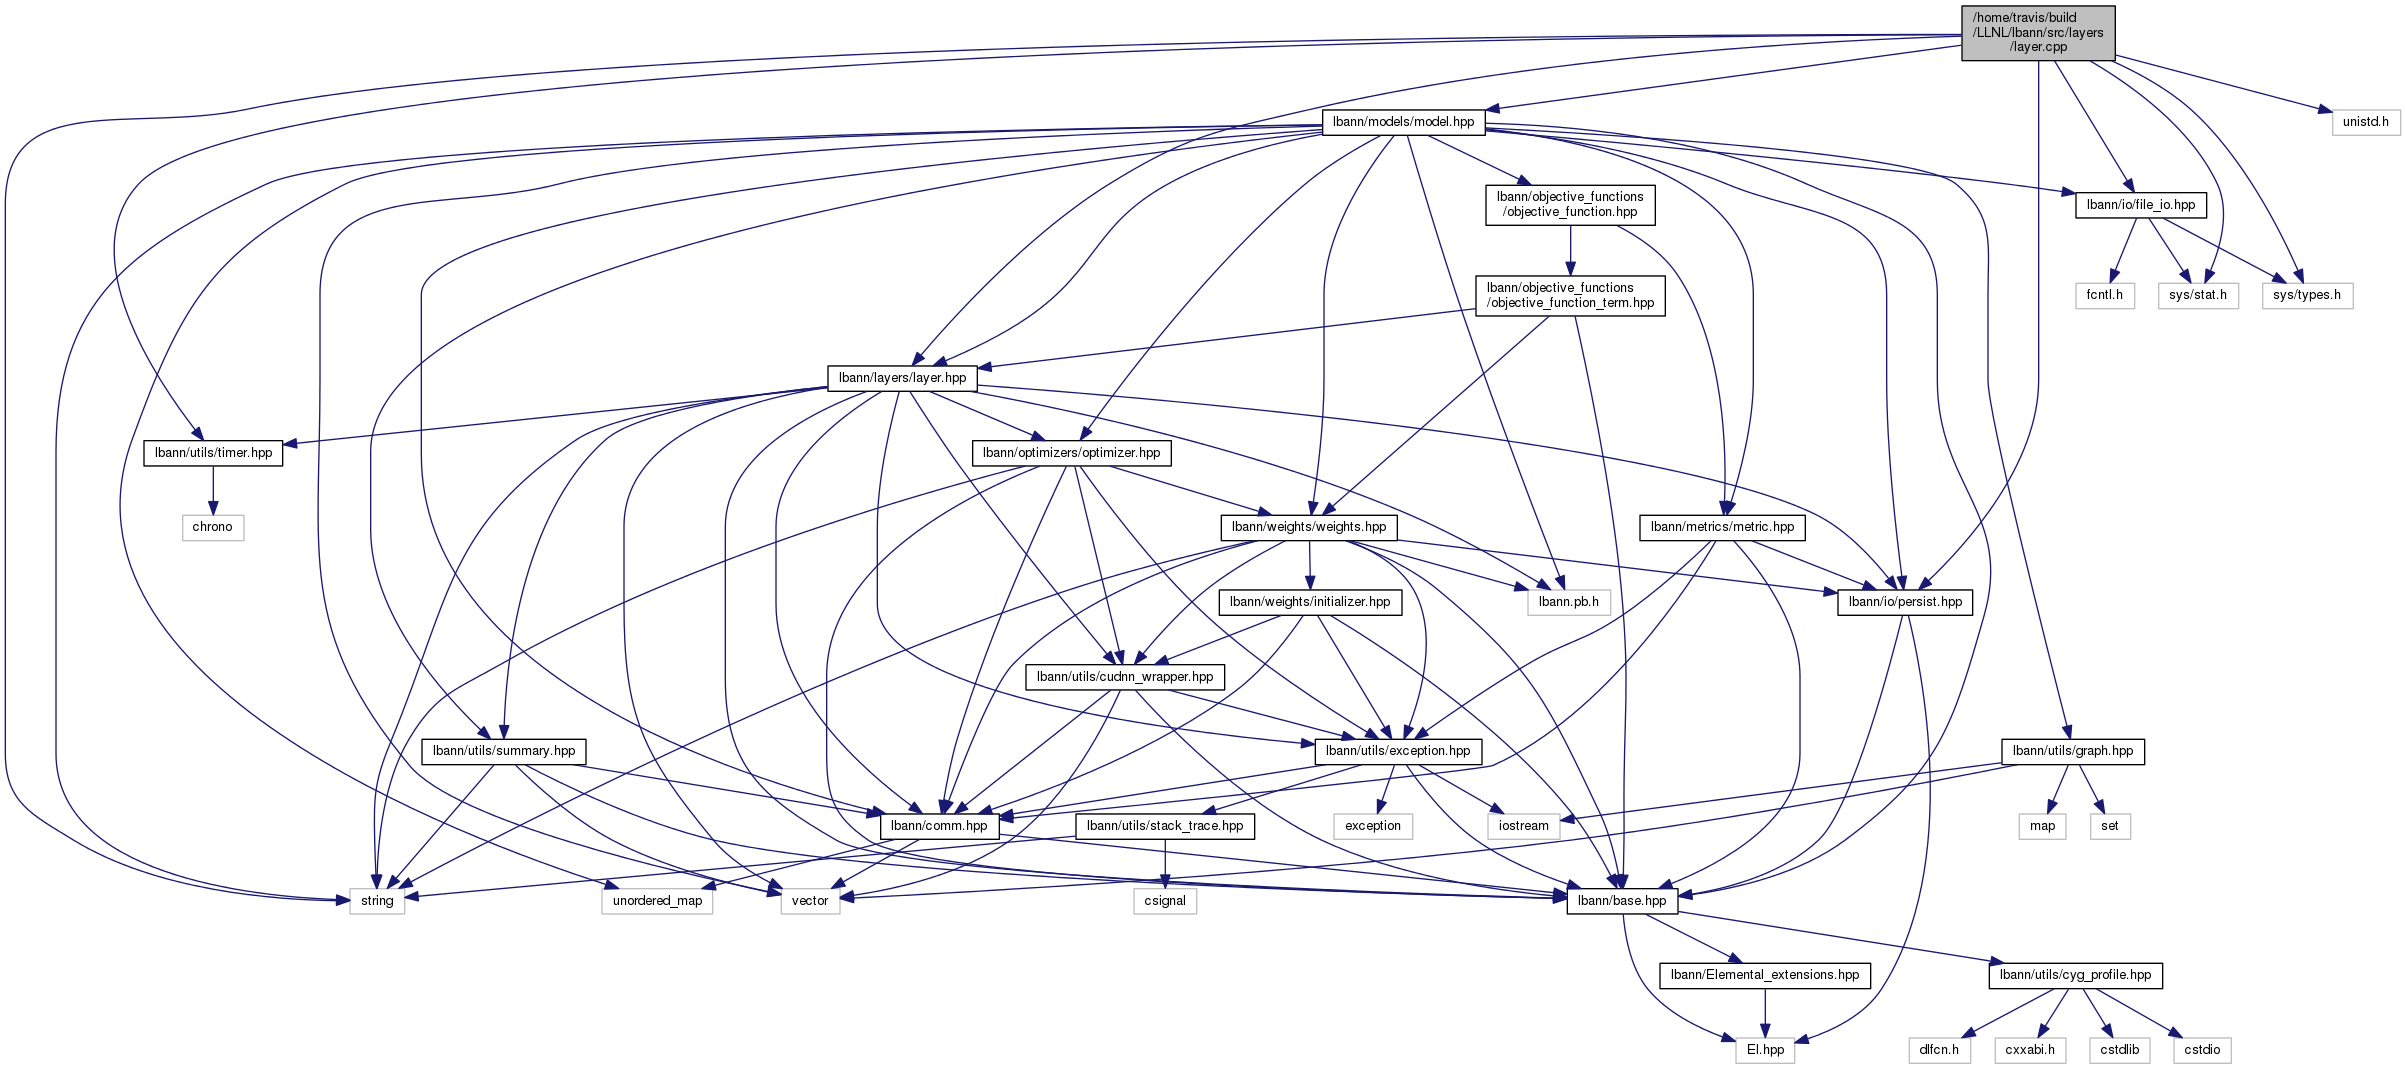 /home/travis/build
/LLNL/lbann/src/layers
/layer.cpp
lbann/models/model.hpp
unistd.h
lbann/objective_functions
/objective_function.hpp
lbann/io/file_io.hpp
lbann/objective_functions
/objective_function_term.hpp
fcntl.h
sys/stat.h
sys/types.h
lbann/layers/layer.hpp
lbann/utils/timer.hpp
lbann/optimizers/optimizer.hpp
chrono
lbann/weights/weights.hpp
lbann/metrics/metric.hpp
lbann/weights/initializer.hpp
lbann.pb.h
lbann/io/persist.hpp
lbann/utils/cudnn_wrapper.hpp
lbann/utils/summary.hpp
lbann/utils/exception.hpp
lbann/utils/graph.hpp
lbann/comm.hpp
lbann/utils/stack_trace.hpp
exception
iostream
map
set
string
unordered_map
vector
csignal
lbann/base.hpp
lbann/Elemental_extensions.hpp
lbann/utils/cyg_profile.hpp
El.hpp
dlfcn.h
cxxabi.h
cstdlib
cstdio